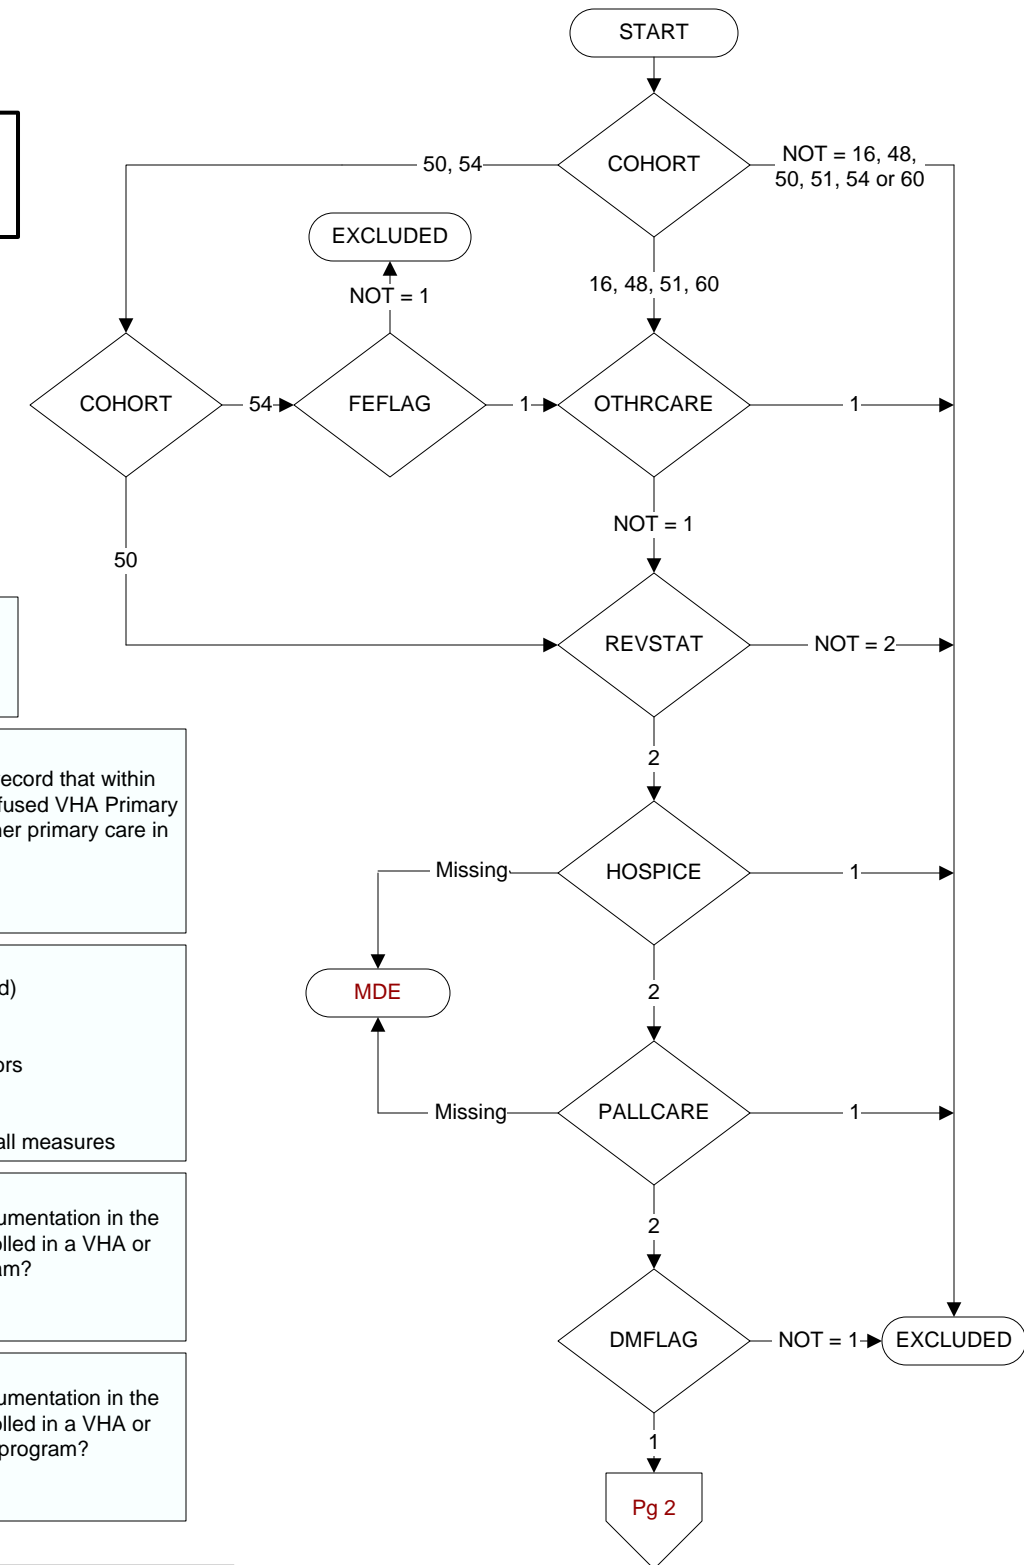 START
COHORT
50, 54
NOT = 16, 48,
50, 51, 54 or 60
EXCLUDED
NOT = 1
16, 48, 51, 60
COHORT
54
FEFLAG
1
OTHRCARE
1
NOT = 1
50
REVSTAT
NOT = 2
2
ecord that within
fused VHA Primary
er primary care in
Missing
HOSPICE
1
d)
MDE
2
ors
Missing
PALLCARE
1
all measures
umentation in the
lled in a VHA or
am?
2
DMFLAG
NOT = 1
EXCLUDED
umentation in the
lled in a VHA or
program?
1
Pg 2